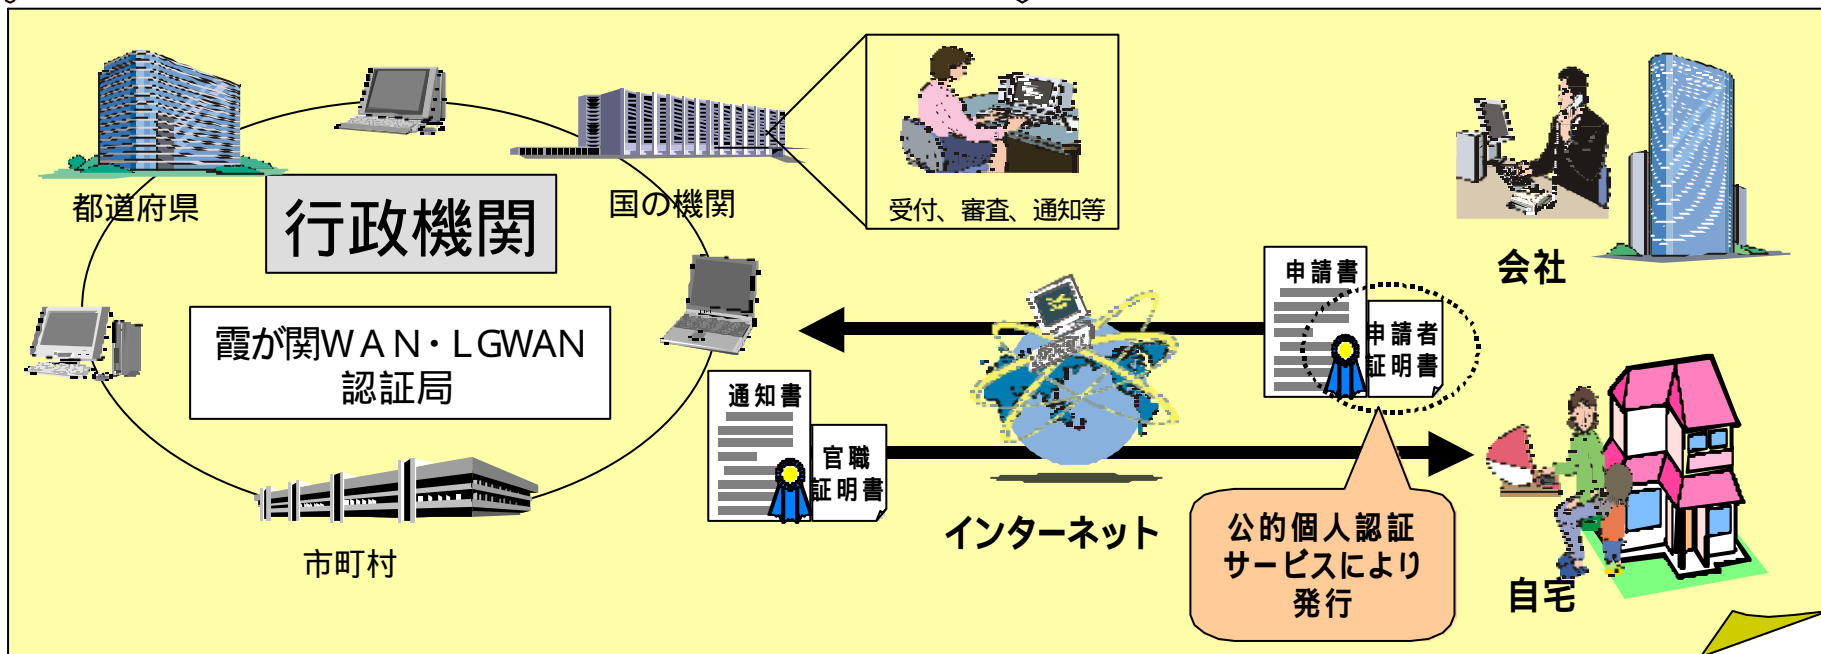 都道府県
国の機関
受付、審査、通知等
行政機関
霞が関WAN・LGWAN
認証局
市町村
通知書
官職
証明書
インターネット
申請書
申請者
証明書
公的個人認証
サービスにより
発行
会社
自宅